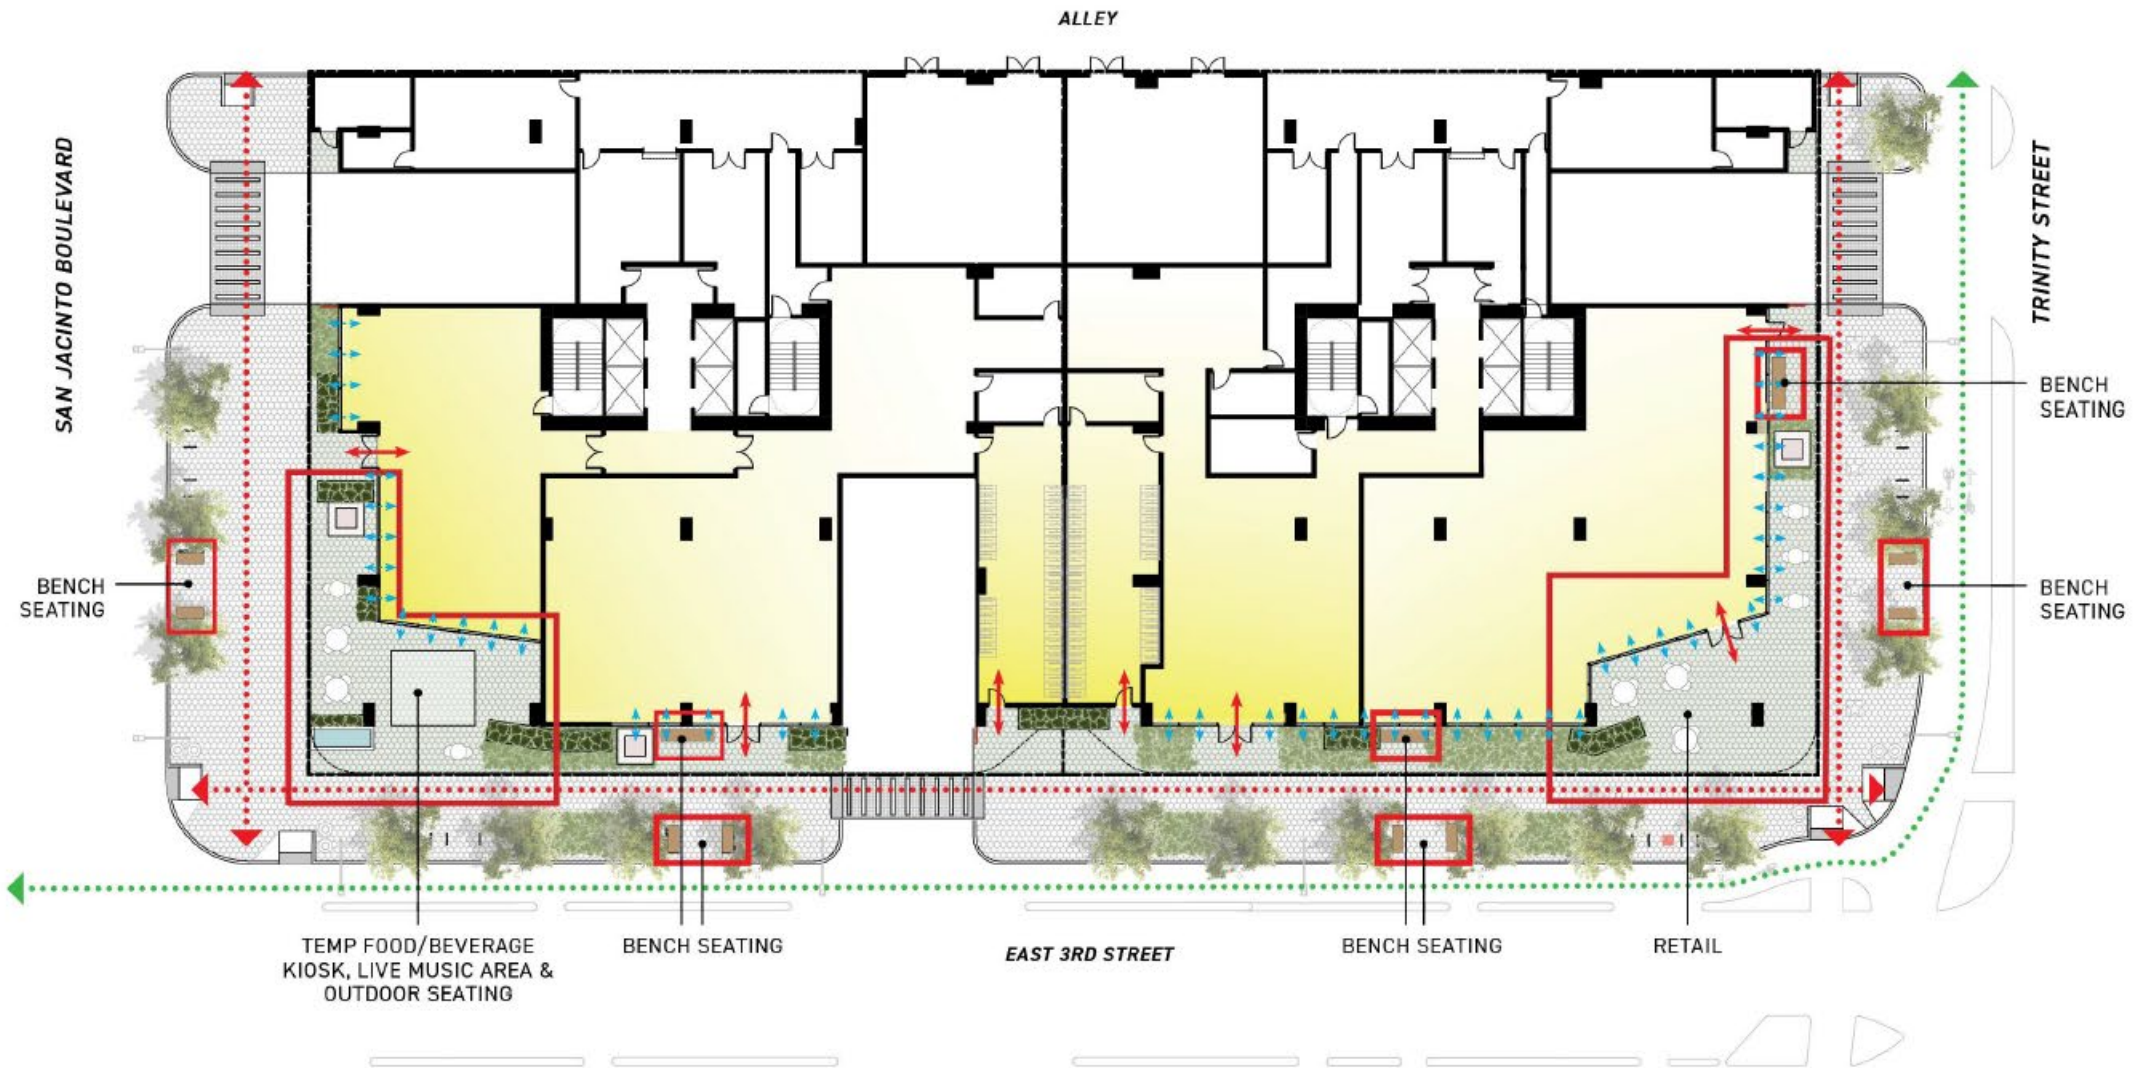 ALLEY
SAN JACINTO BOULEVARD
TRINITY STREET
BENCH
SEATING
BENCH
SEATING
BENCH
SEATING
TEMP FOOD/BEVERAGE
KIOSK, LIVE MUSIC AREA &
OUTDOOR SEATING
BENCH SEATING
EAST 3RD STREET
BENCH SEATING
RETAIL